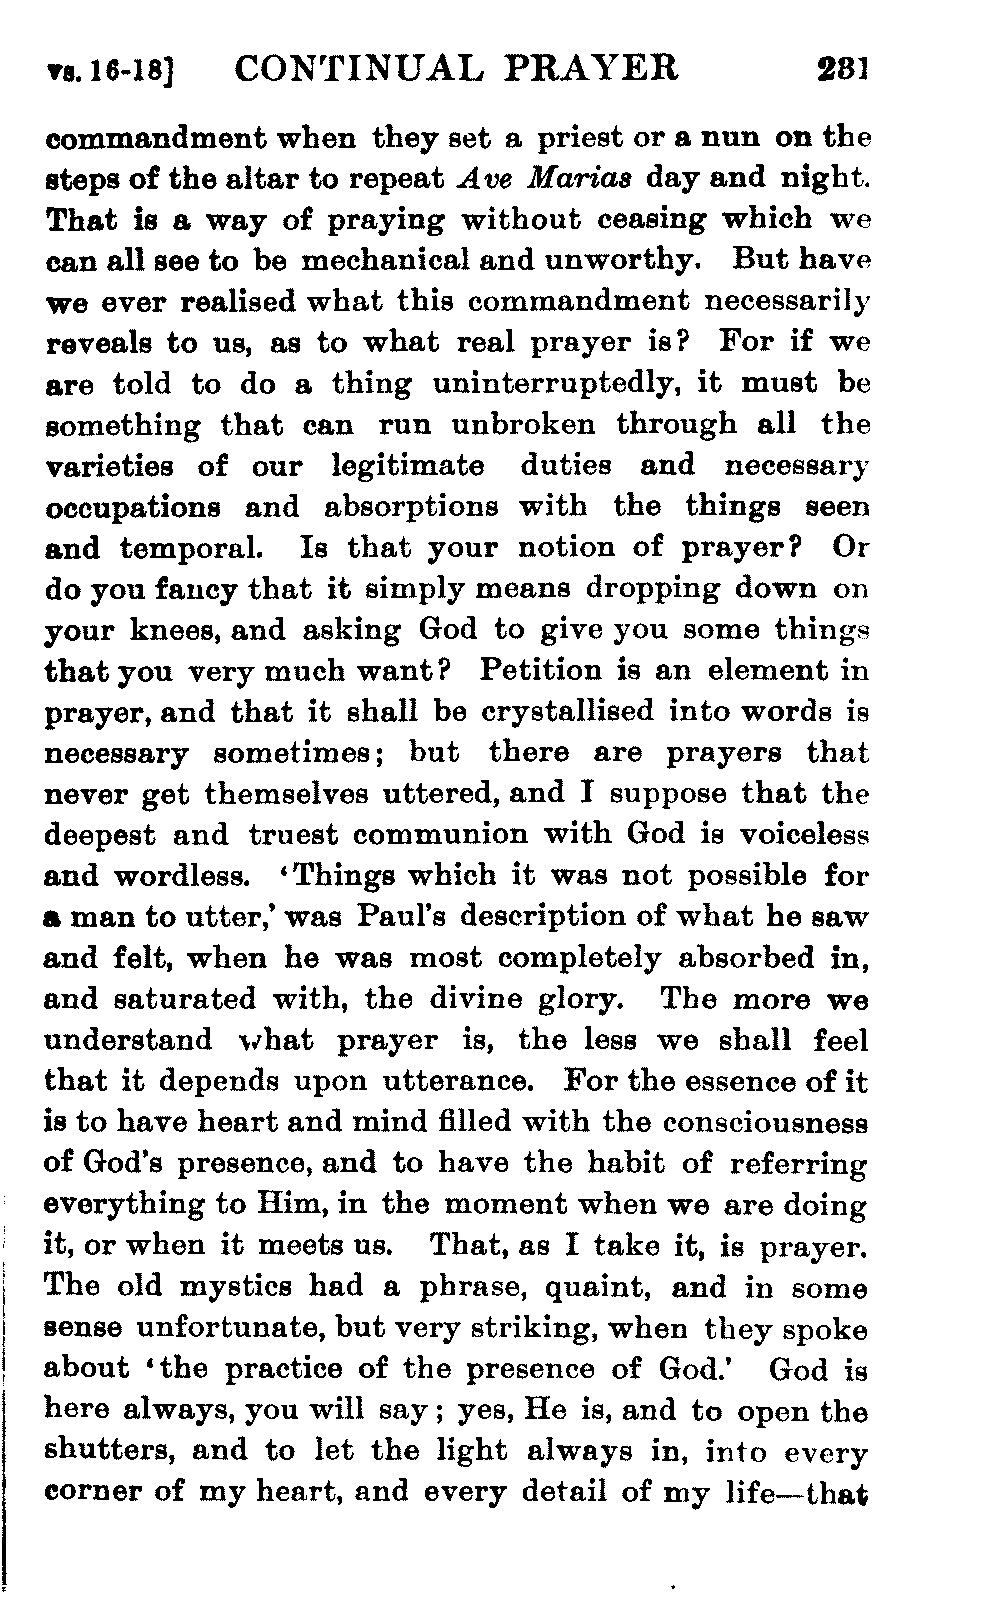 vs. 16-18] CONTINUAL PRAYER 231
commandment when they set a priest or a nun on the
steps of the altar to repeat Ave Marias day and night.
That is a way of praying without ceasing which we
can all see to be mechanical and unworthy. But have
we ever realised what this commandment necessarily
reveals to us, as to what real prayer is? For if we
are told to do a thing uninterruptedly, it must be
something that can run unbroken through all the
varieties of our legitimate duties and necessary
occupations and absorptions with the things seen
and temporal. Is that your notion of prayer? Or
do you fancy that it simply means dropping down on
your knees, and asking God to give you some things
that you very much want? Petition is an element in
prayer, and that it shall be crystallised into words is
necessary sometimes; but there are prayers that
never get themselves uttered, and I suppose that the
deepest and truest communion with God is voiceless
and wordless. ‘Things which it was not possible for
a man to utter,’ was Paul's description of what he saw
and felt, when he was most completely absorbed in,
and saturated with, the divine glory. The more we
understand what prayer is, the less we shall feel
that it depends upon utterance. For the essence of it
is to have heart and mind filled with the consciousness
of God's presence, and to have the habit of referring
everything to Him, in the moment when we are doing
it, or when it meets us. That, as I take it, is prayer.
The old mystics had a phrase, quaint, and in some
sense unfortunate, but very striking, when they spoke
about ‘the practice of the presence of God.’ God is
here always, you will say; yes, He is, and to open the
shutters, and to let the light always in, into every
corner of my heart, and every detail of my life—that